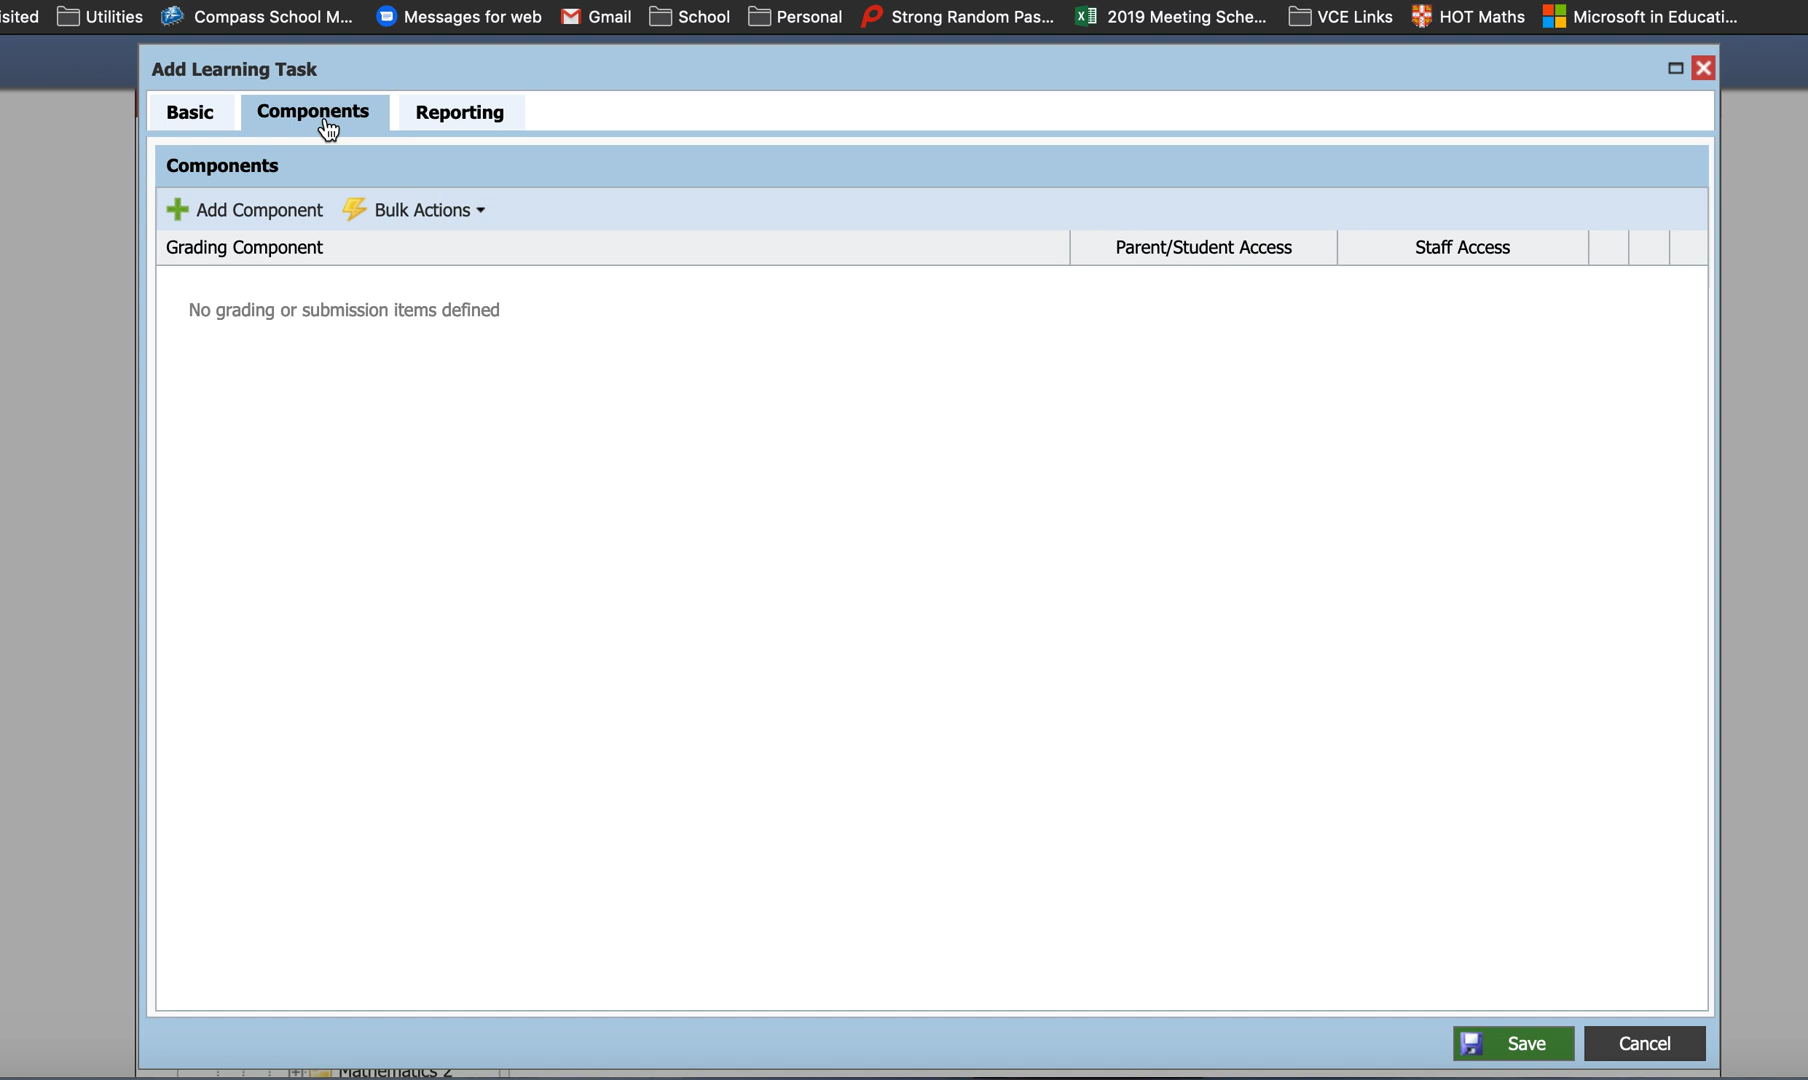 isited Utilities Compass School M... Messages for web Gmail School Personal Strong Random Pas... 2019 Meeting Sche... VCE Links HOT Maths Microsoft in Educati...
Add Learning Task
Basic Components Reporting
Components
Add Component Bulk Actions
Grading Component Parent/Student Access Staff Access
No grading or submission items defined
Save Cancel
Mathematics 2